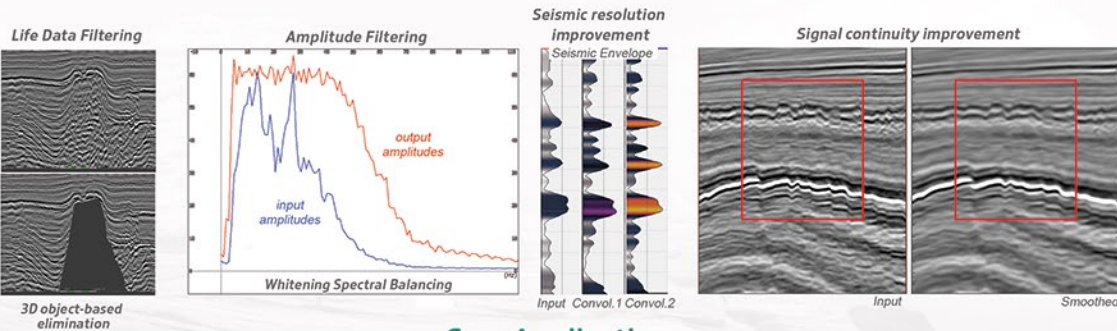 Life Data Filtering
3D object-based
elimination
Amplitude Filtering
output
amplitudes
input
amplitudes
(Hz)
Whitening Spectral Balancing
Seismic resolution
improvement
Seismic Envelope
Input Convol.1 Convol.2
Signal continuity improvement
Input
Smoothed